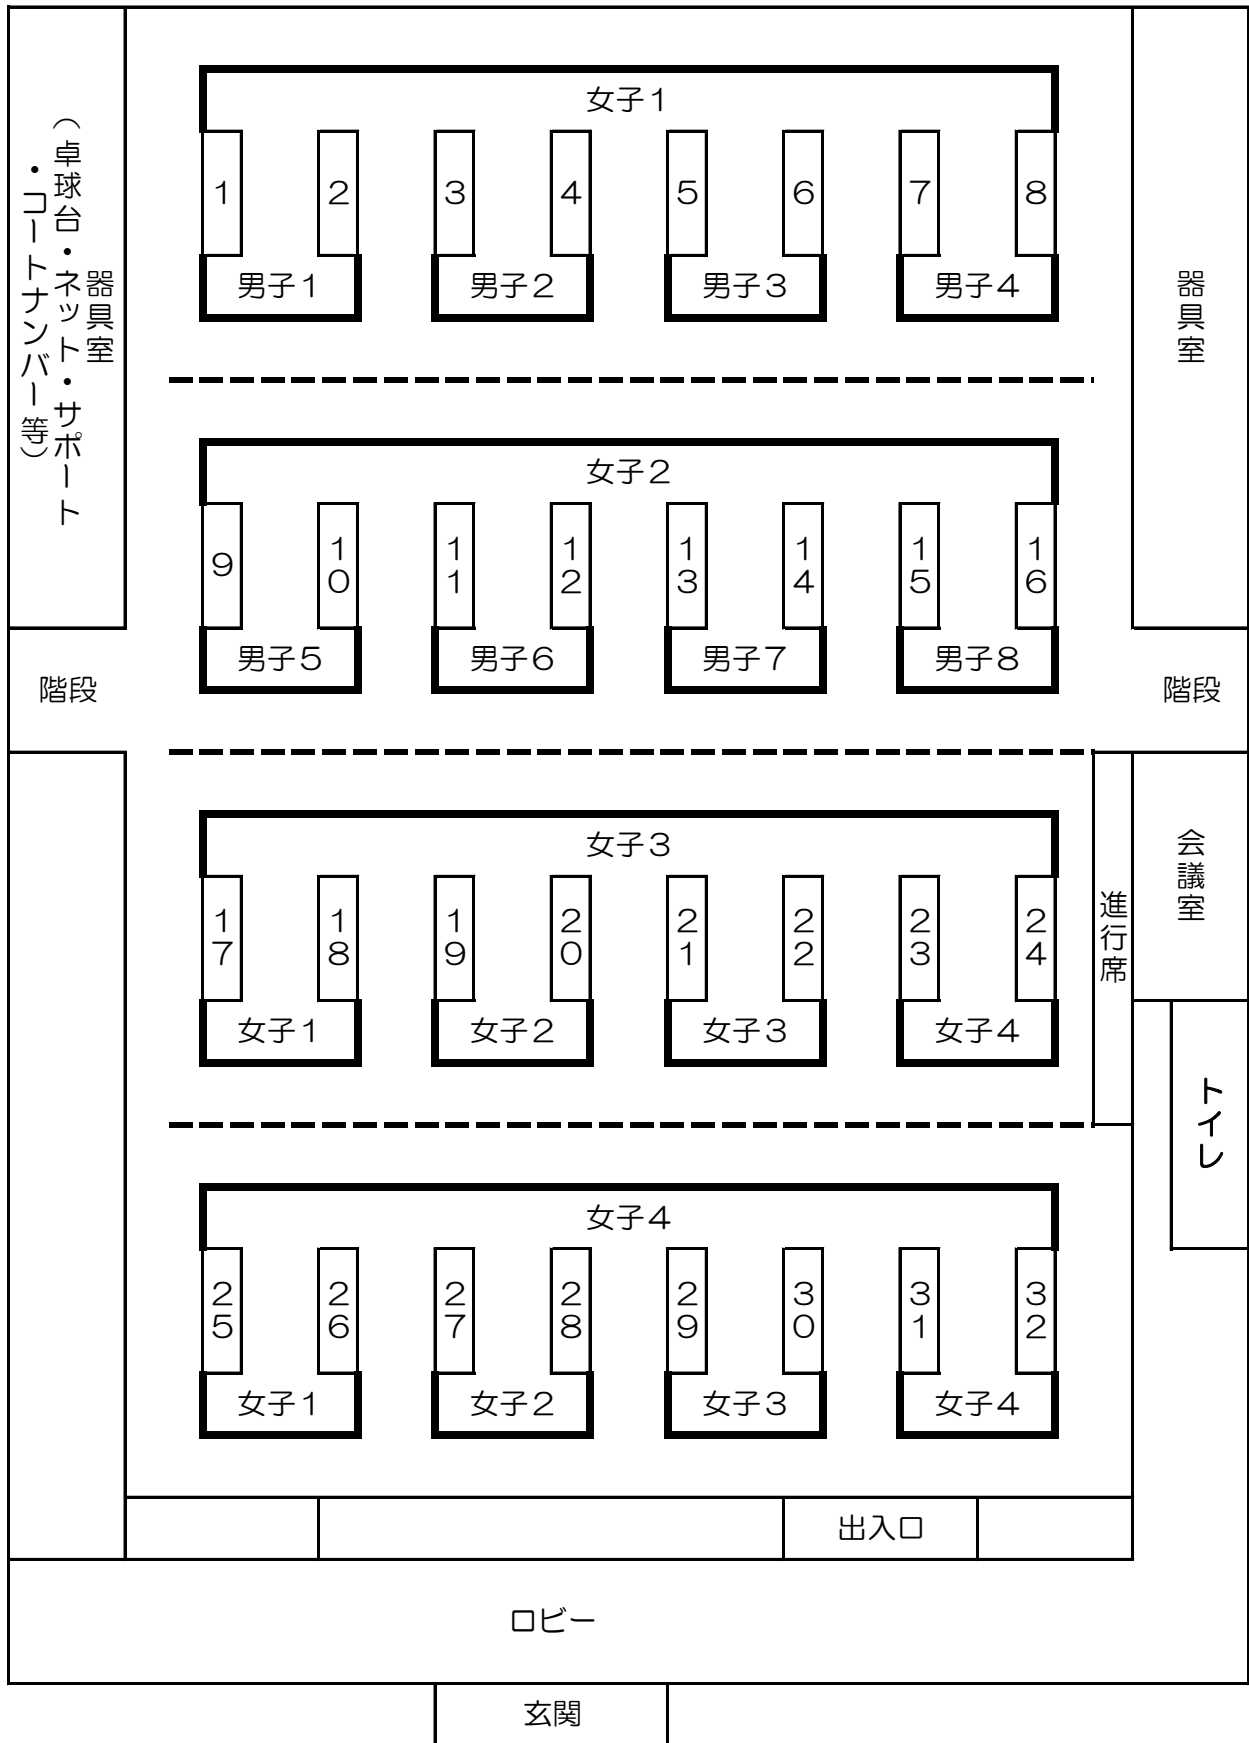 女子1
1
2
3
4
5
6
7
8
男子1
男子2
男子3
男子4
器具室
(卓球台・ネット・サポート
・コートナンバー等)
器具室
女子2
9
10
11
12
13
14
15
16
男子5
男子6
男子7
男子8
階段
階段
女子3
17
18
19
20
21
22
23
24
女子1
女子2
女子3
女子4
進行席
会議室
トイレ
女子4
25
26
27
28
29
30
31
32
女子1
女子2
女子3
女子4
出入口
ロビー
玄関